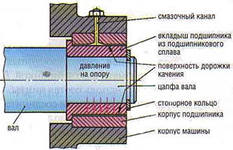 смазочный канал
вкладыш подшипника
из подшипникового
сплава
давление
на опору
поверхность дорожки
качения
цапфа вала
стопорное кольцо
корпус подшипника
вал
корпус машины